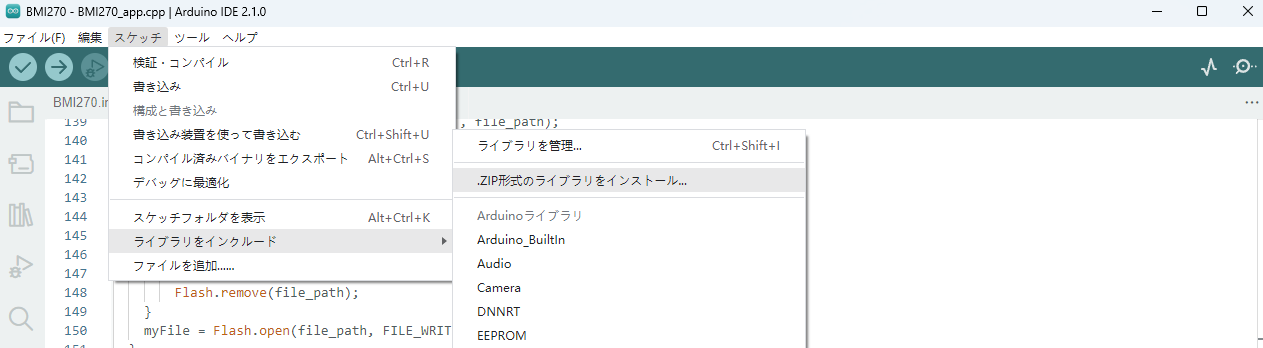 BMI270 - BMI270_app.cpp | Arduino IDE 2.1.0
ファイル(F) 編集 スケッチ ツール ヘルプ
検証・コンパイル Ctrl+R
書き込み Ctrl+U
構成と書き込み
書き込み装置を使って書き込む Ctrl+Shift+U
コンパイル済みバイナリをエクスポート Alt+Ctrl+S
デバッグに最適化
スケッチフォルダを表示 Alt+Ctrl+K
ライブラリをインクルード
ファイルを追加......
ライブラリを管理... Ctrl+Shift+I
.ZIP形式のライブラリをインストール...
Arduinoライブラリ
Arduino_BuiltIn
Audio
Camera
DNNRT
EEPROM
BMI270.in
139 , file_path);
140
141
142
143
144
145
146
147
148 Flash.remove(file_path);
149 }
150 myFile = Flash.open(file_path, FILE_WRIT